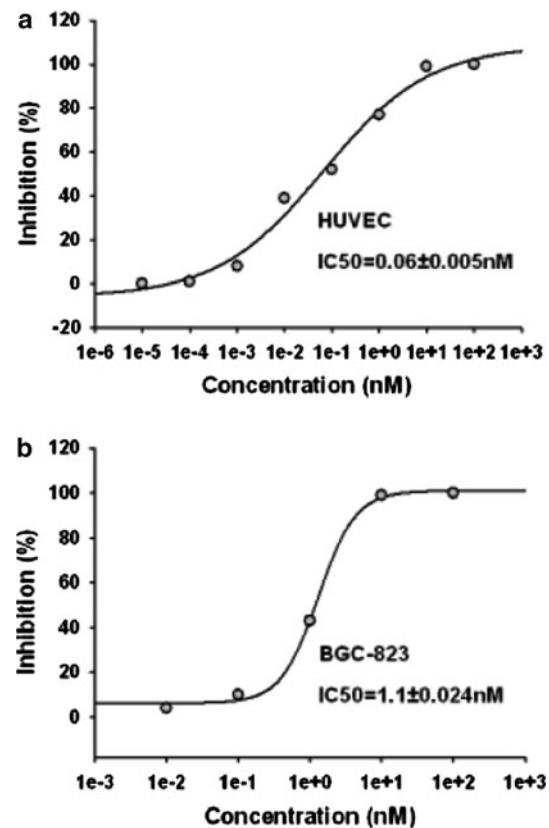 a
120
100
80
60
40
20
0
-20
Inhibition (%)
HUVEC
IC50=0.06±0.005nM
1e-6 1e-5 1e-4 1e-3 1e-2 1e-1 1e+0 1e+1 1e+2 1e+3
Concentration (nM)
b
120
100
80
60
40
20
0
Inhibition (%)
BGC-823
IC50=1.1±0.024nM
1e-3 1e-2 1e-1 1e+0 1e+1 1e+2 1e+3
Concentration (nM)